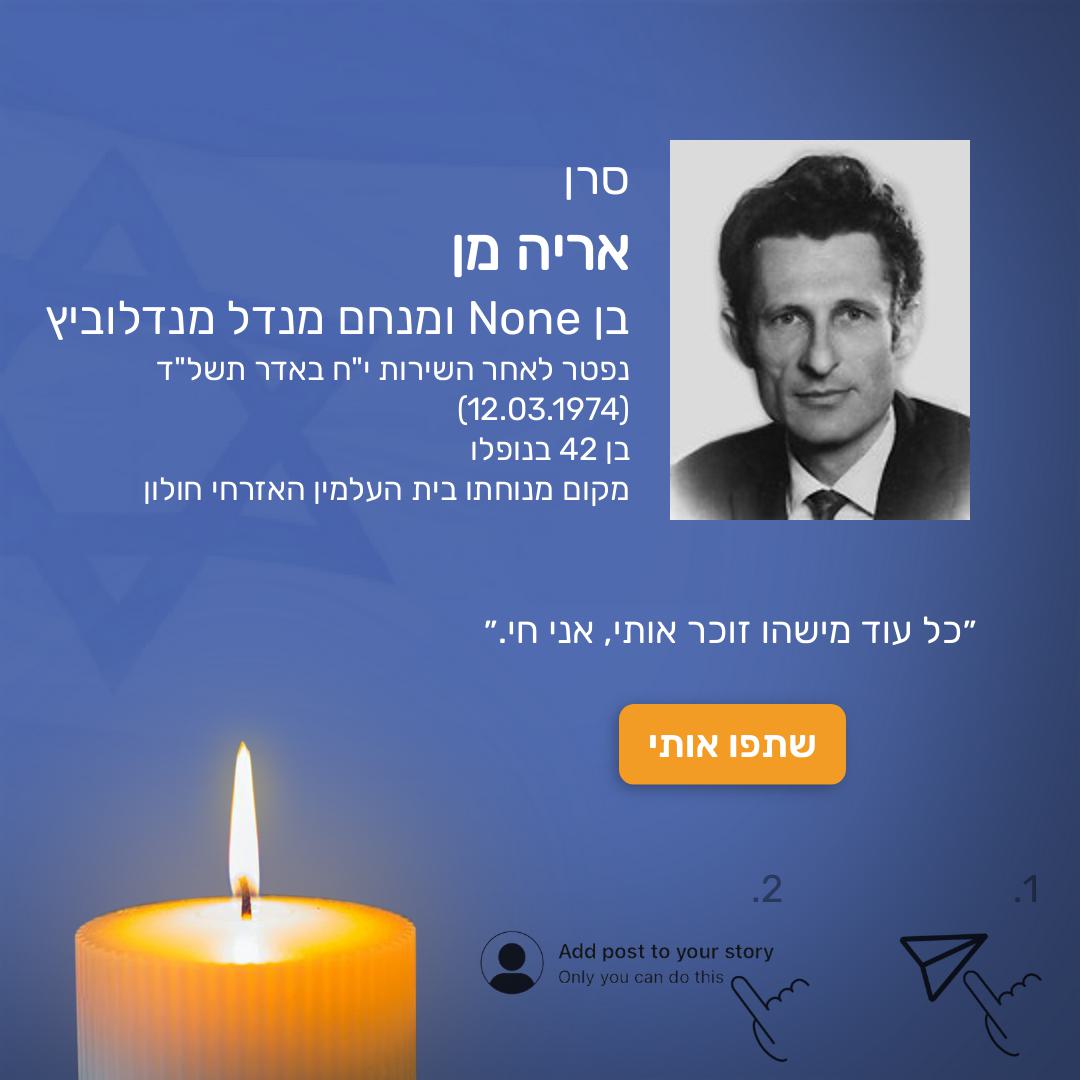 סרן
אריה מן
בן None ומנחם מנדל מנדלוביץ
נפטר לאחר השירות י"ח באדר תשל"ד
(12.03.1974)
בן 42 בנופלו
מקום מנוחתו בית העלמין האזרחי חולון
״כל עוד מישהו זוכר אותי, אני חי.״
שתפו אותי
1.
2.
Add post to your story
Only you can do this